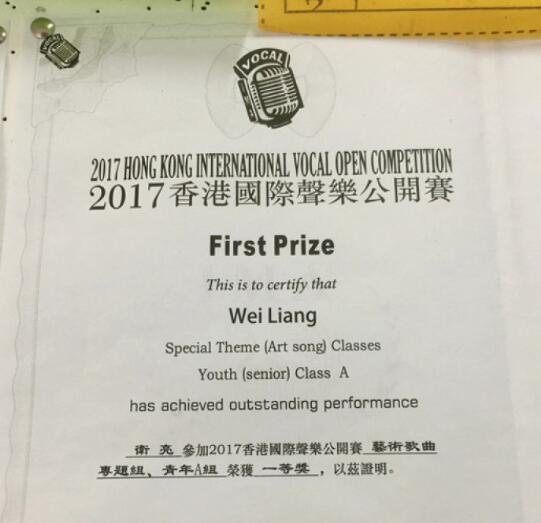 VOCAL
2017 HONG KONG INTERNATIONAL VOCAL OPEN COMPETITION
2017香港國際聲樂公開賽
First Prize
This is to certify that
Wei Liang
Special Theme (Art song) Classes
Youth (senior) Class A
has achieved outstanding performance
衛 亮 參加2017香港國際聲樂公開賽 藝術歌曲
專題組、青年A組 榮獲 一等獎 ，以茲證明。